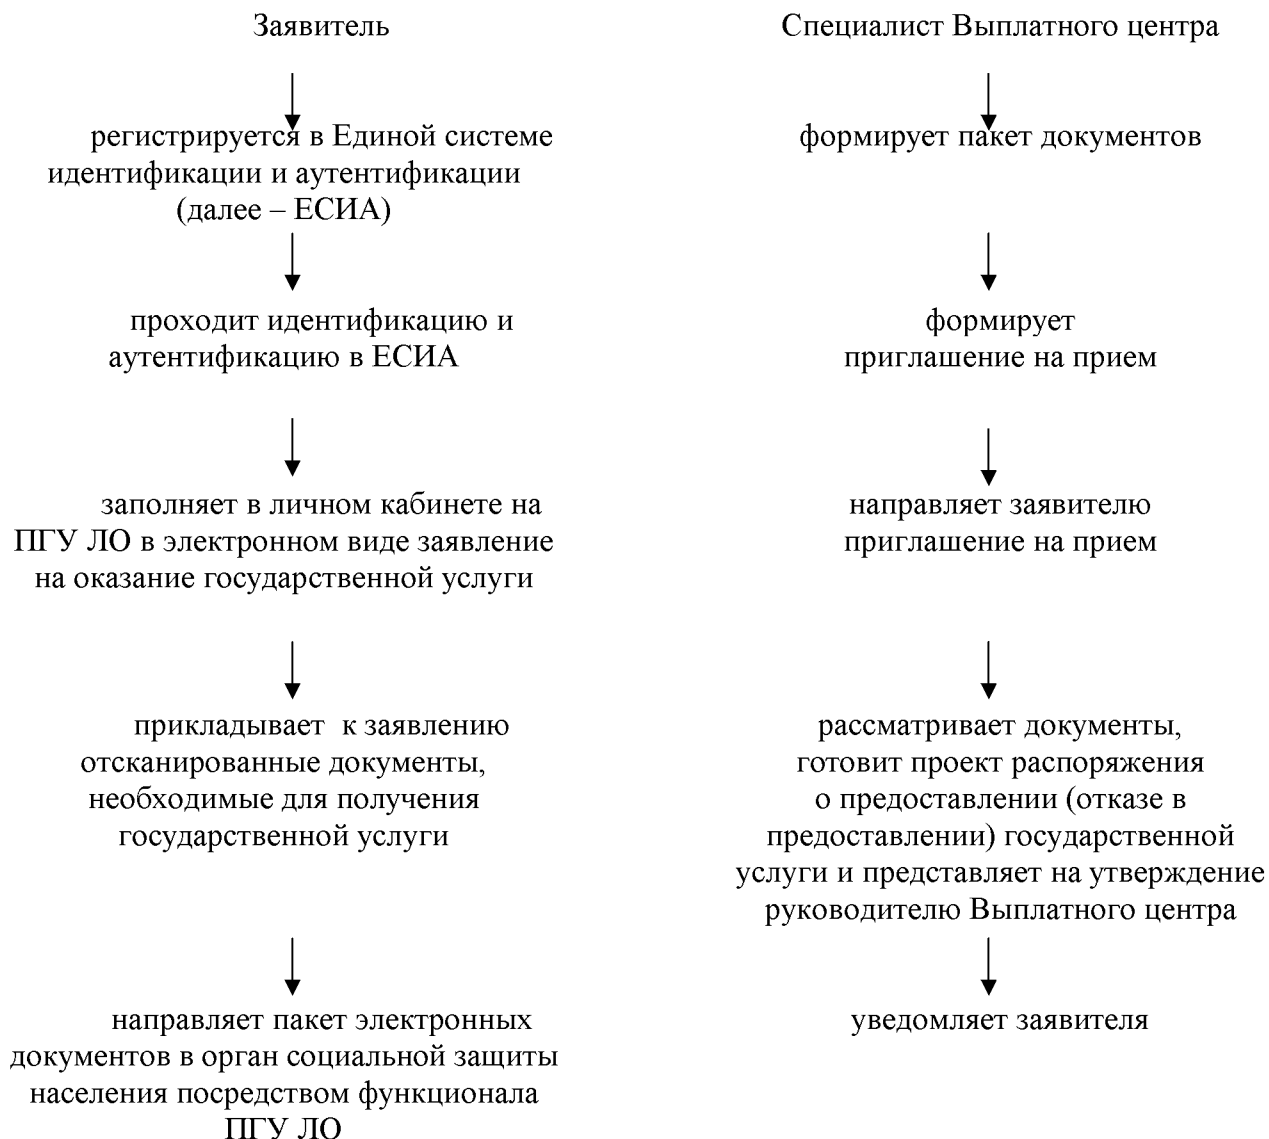 Заявитель
регистрируется в Единой системе
идентификации и аутентификации
(далее – ЕСИА)
проходит идентификацию и
аутентификацию в ЕСИА
заполняет в личном кабинете на
ПГУ ЛО в электронном виде заявление
на оказание государственной услуги
прикладывает к заявлению
отсканированные документы,
необходимые для получения
государственной услуги
направляет пакет электронных
документов в орган социальной защиты
населения посредством функционала
ПГУ ЛО
Специалист Выплатного центра
формирует пакет документов
формирует
приглашение на прием
направляет заявителю
приглашение на прием
рассматривает документы,
готовит проект распоряжения
о предоставлении (отказе в
предоставлении) государственной
услуги и представляет на утверждение
руководителю Выплатного центра
уведомляет заявителя